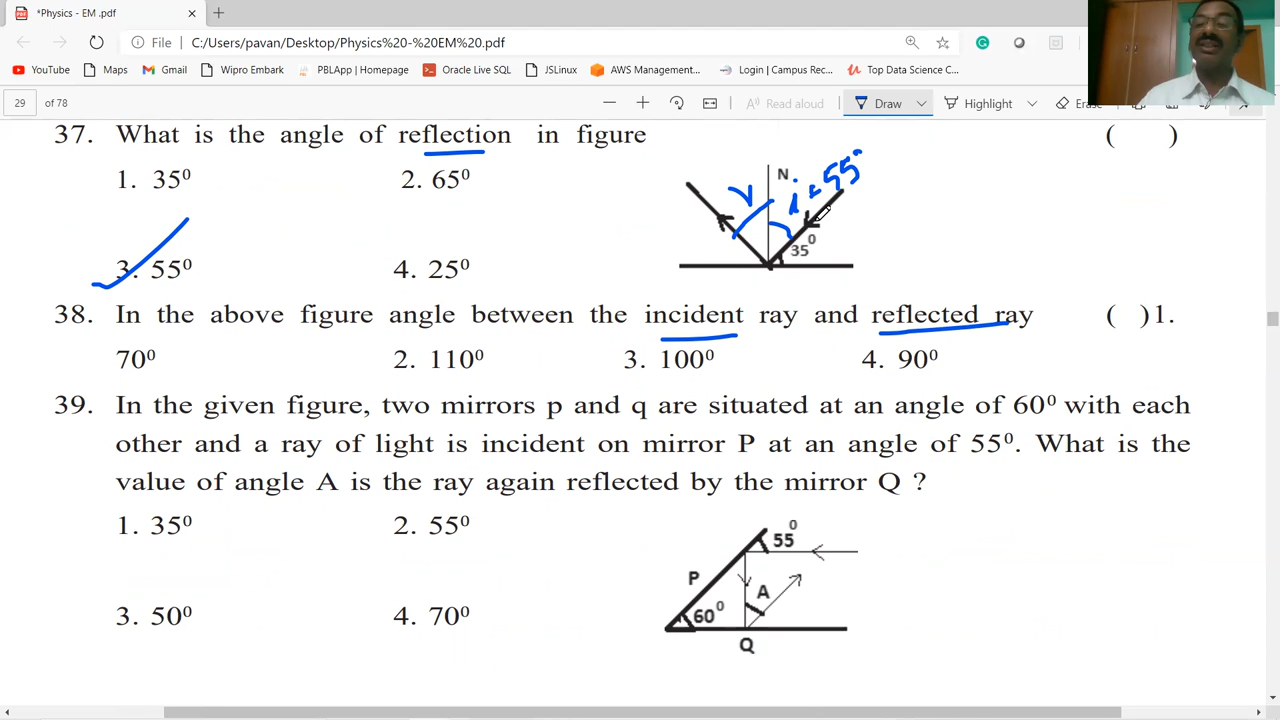 *Physics - EM .pdf
File | C:/Users/pavan/Desktop/Physics%20-%20EM%20.pdf
YouTube Maps Gmail Wipro Embark PBLApp | Homepage Oracle Live SQL JSLinux AWS Management... Login | Campus Rec... Top Data Science C...
29 of 78 Read aloud Draw Highlight Erase
37. What is the angle of reflection in figure ( )
1. 35⁰ 2. 65⁰
3. 55⁰ 4. 25⁰
N
i = 55°
r
35⁰
38. In the above figure angle between the incident ray and reflected ray ( )1.
70⁰ 2. 110⁰ 3. 100⁰ 4. 90⁰
39. In the given figure, two mirrors p and q are situated at an angle of 60⁰ with each
other and a ray of light is incident on mirror P at an angle of 55⁰. What is the
value of angle A is the ray again reflected by the mirror Q ?
1. 35⁰ 2. 55⁰
3. 50⁰ 4. 70⁰
55⁰
P
A
60⁰
Q